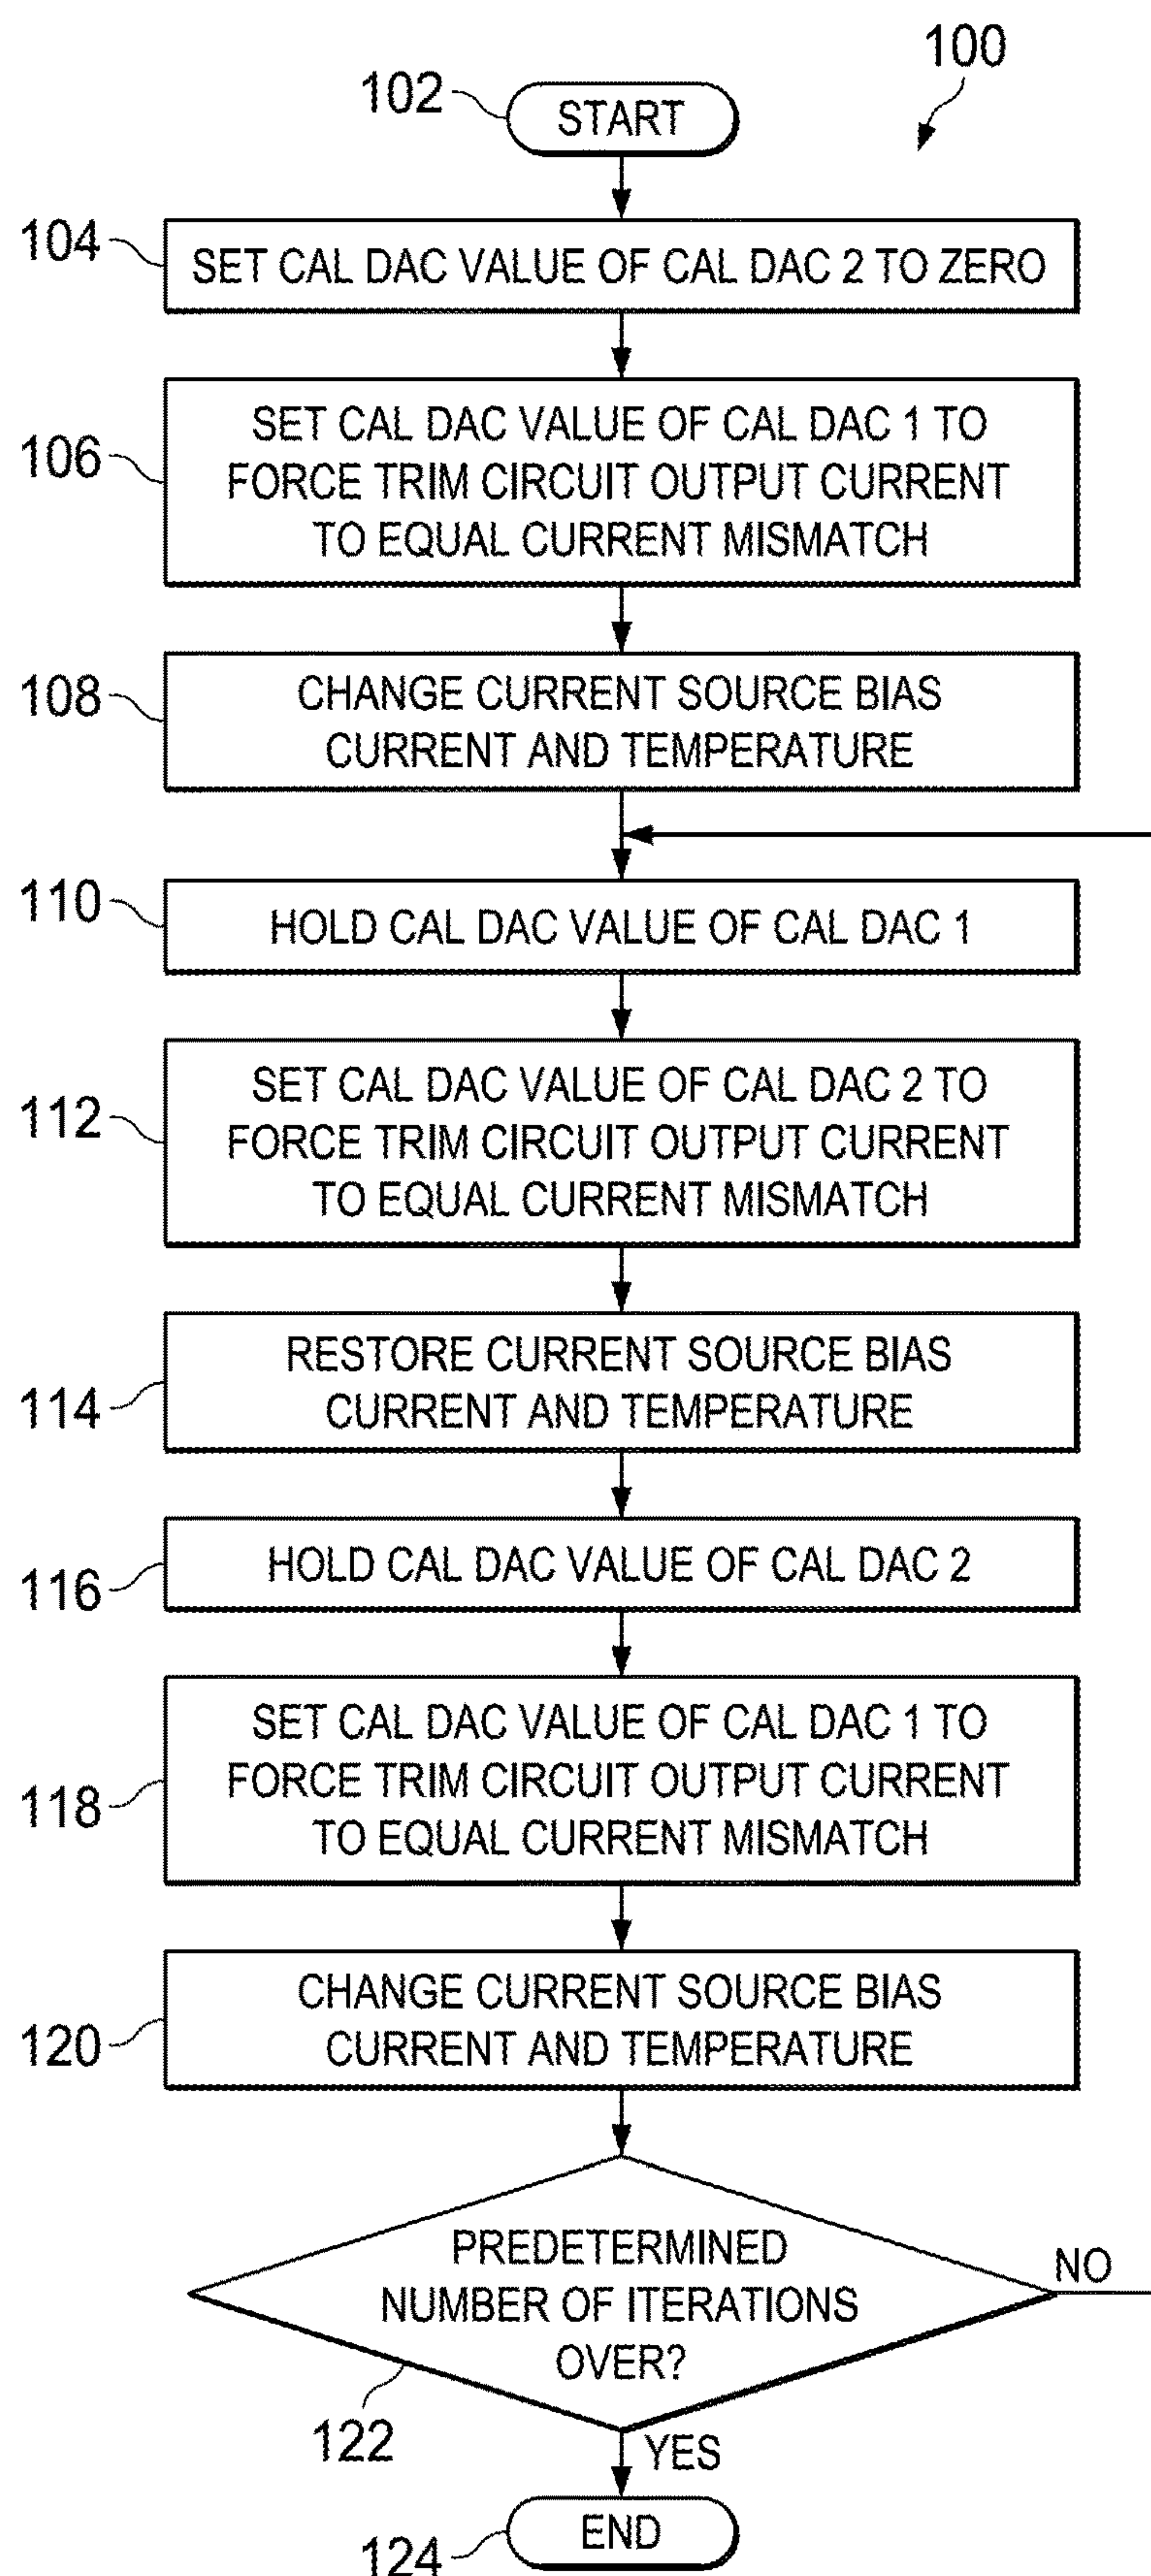 100
102
START
104
SET CAL DAC VALUE OF CAL DAC 2 TO ZERO
106
SET CAL DAC VALUE OF CAL DAC 1 TO
FORCE TRIM CIRCUIT OUTPUT CURRENT
TO EQUAL CURRENT MISMATCH
108
CHANGE CURRENT SOURCE BIAS
CURRENT AND TEMPERATURE
110
HOLD CAL DAC VALUE OF CAL DAC 1
112
SET CAL DAC VALUE OF CAL DAC 2 TO
FORCE TRIM CIRCUIT OUTPUT CURRENT
TO EQUAL CURRENT MISMATCH
114
RESTORE CURRENT SOURCE BIAS
CURRENT AND TEMPERATURE
116
HOLD CAL DAC VALUE OF CAL DAC 2
118
SET CAL DAC VALUE OF CAL DAC 1 TO
FORCE TRIM CIRCUIT OUTPUT CURRENT
TO EQUAL CURRENT MISMATCH
120
CHANGE CURRENT SOURCE BIAS
CURRENT AND TEMPERATURE
PREDETERMINED
NUMBER OF ITERATIONS
OVER?
NO
122
YES
END
124